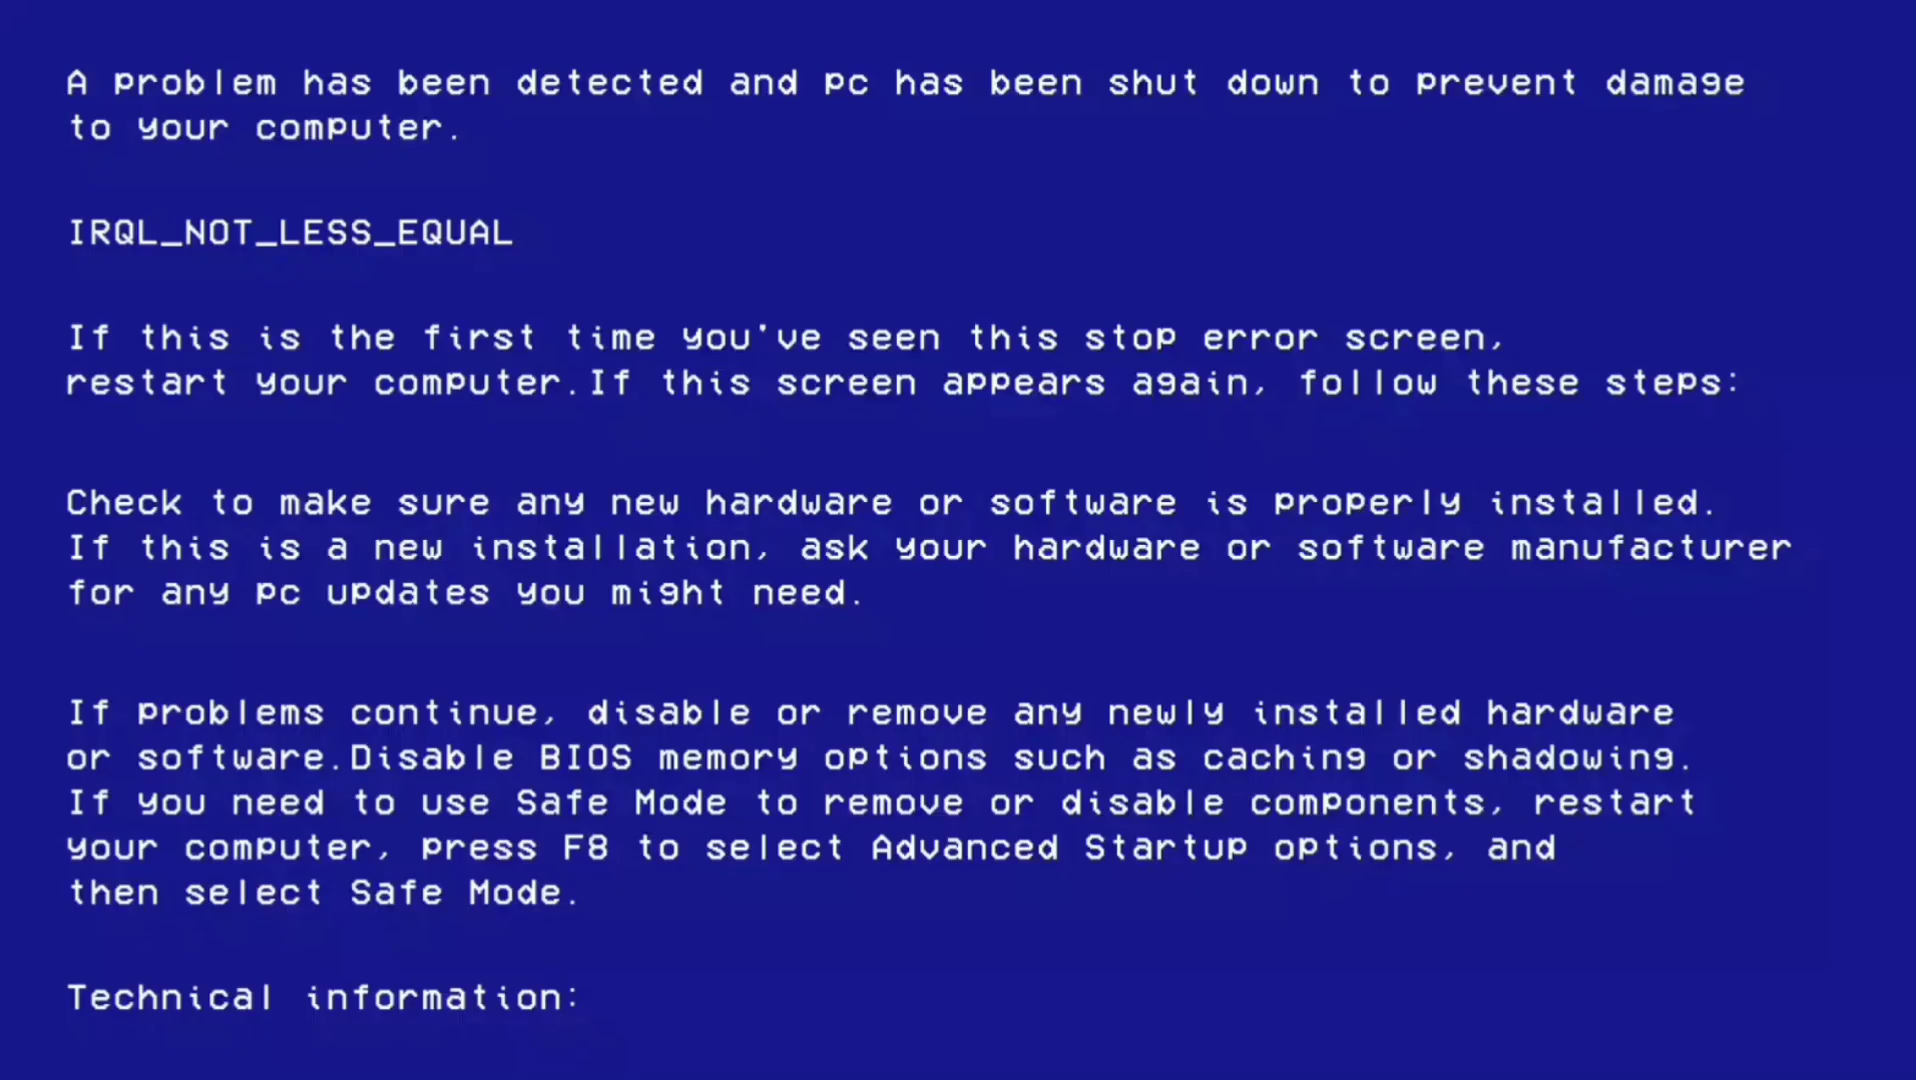 A problem has been detected and pc has been shut down to prevent damage
to your computer.
IRQL_NOT_LESS_EQUAL
If this is the first time you've seen this stop error screen,
restart your computer.If this screen appears again, follow these steps:
Check to make sure any new hardware or software is properly installed.
If this is a new installation, ask your hardware or software manufacturer
for any pc updates you might need.
If problems continue, disable or remove any newly installed hardware
or software.Disable BIOS memory options such as caching or shadowing.
If you need to use Safe Mode to remove or disable components, restart
your computer, press F8 to select Advanced Startup options, and
then select Safe Mode.
Technical information: